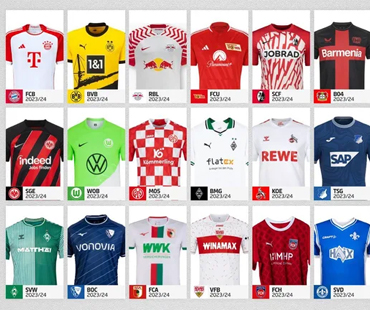 T
1&1
JOBRAD
Barmenia
FCB
2023/24
BVB
2023/24
RBL
2023/24
FCU
2023/24
SCF
2023/24
B04
2023/24
indeed
Kömmerling
flatex
REWE
SAP
SGE
2023/24
WOB
2023/24
M05
2023/24
BMG
2023/24
KOE
2023/24
TSG
2023/24
MATTHÄI
VONOVIA
WWK
WINAMAX
SVW
2023/24
BOC
2023/24
FCA
2023/24
VFB
2023/24
FCH
2023/24
SVD
2023/24